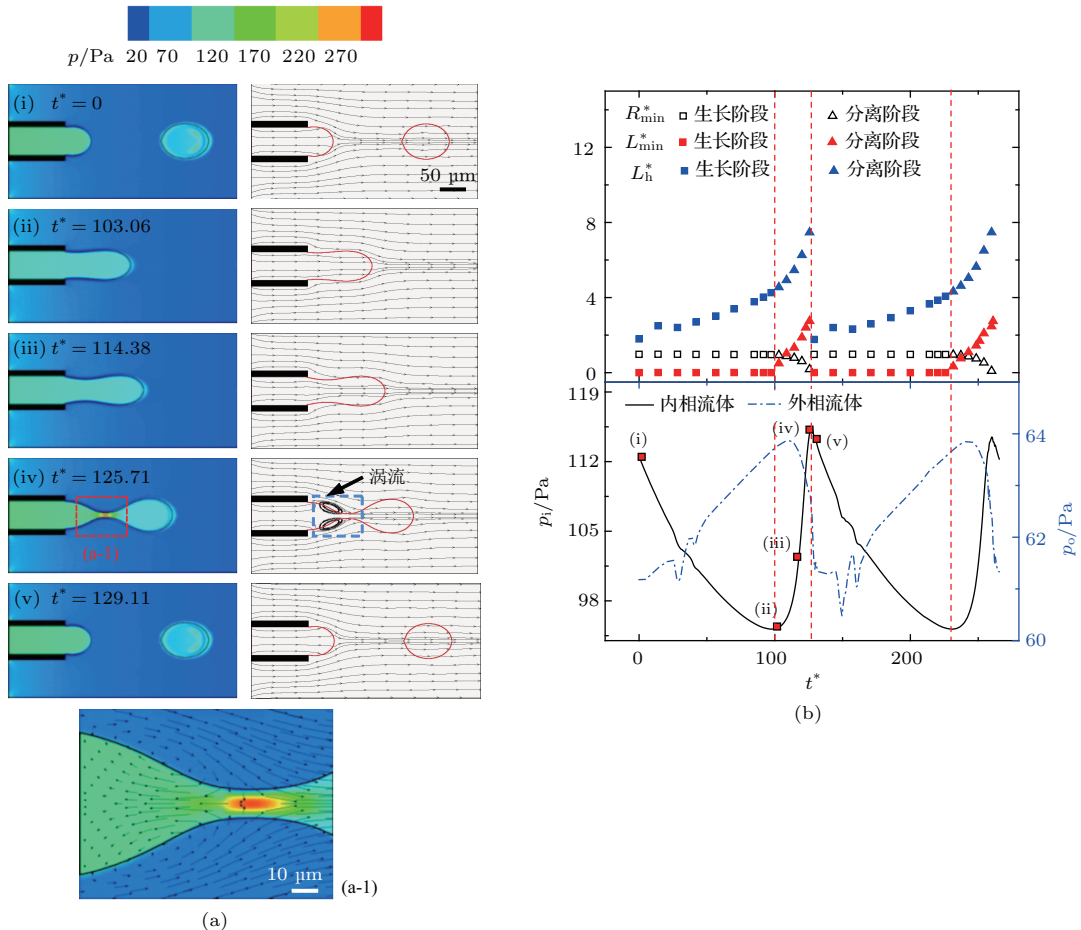 p/Pa 20 70 120 170 220 270
(i) t* = 0
50 µm
(ii) t* = 103.06
(iii) t* = 114.38
(iv) t* = 125.71
(a-1)
涡流
(v) t* = 129.11
10 µm
(a-1)
(a)
R*min 生长阶段 分离阶段
L*min 生长阶段 分离阶段
L*h 生长阶段 分离阶段
12
8
4
0
内相流体 外相流体
119
112
105
98
pi/Pa
(i)
(ii)
(iii)
(iv)
(v)
64
62
60
po/Pa
0 100 200
t*
(b)